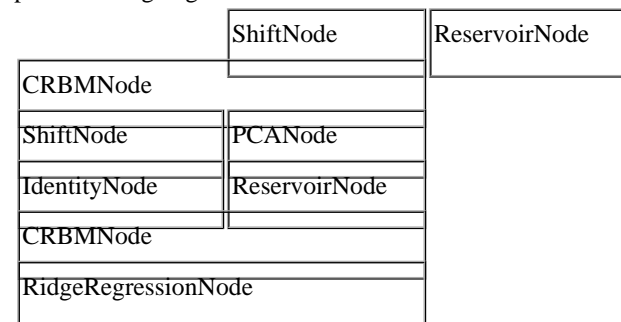 ShiftNode ReservoirNode
CRBMNode
ShiftNode PCANode
IdentityNode ReservoirNode
CRBMNode
RidgeRegressionNode